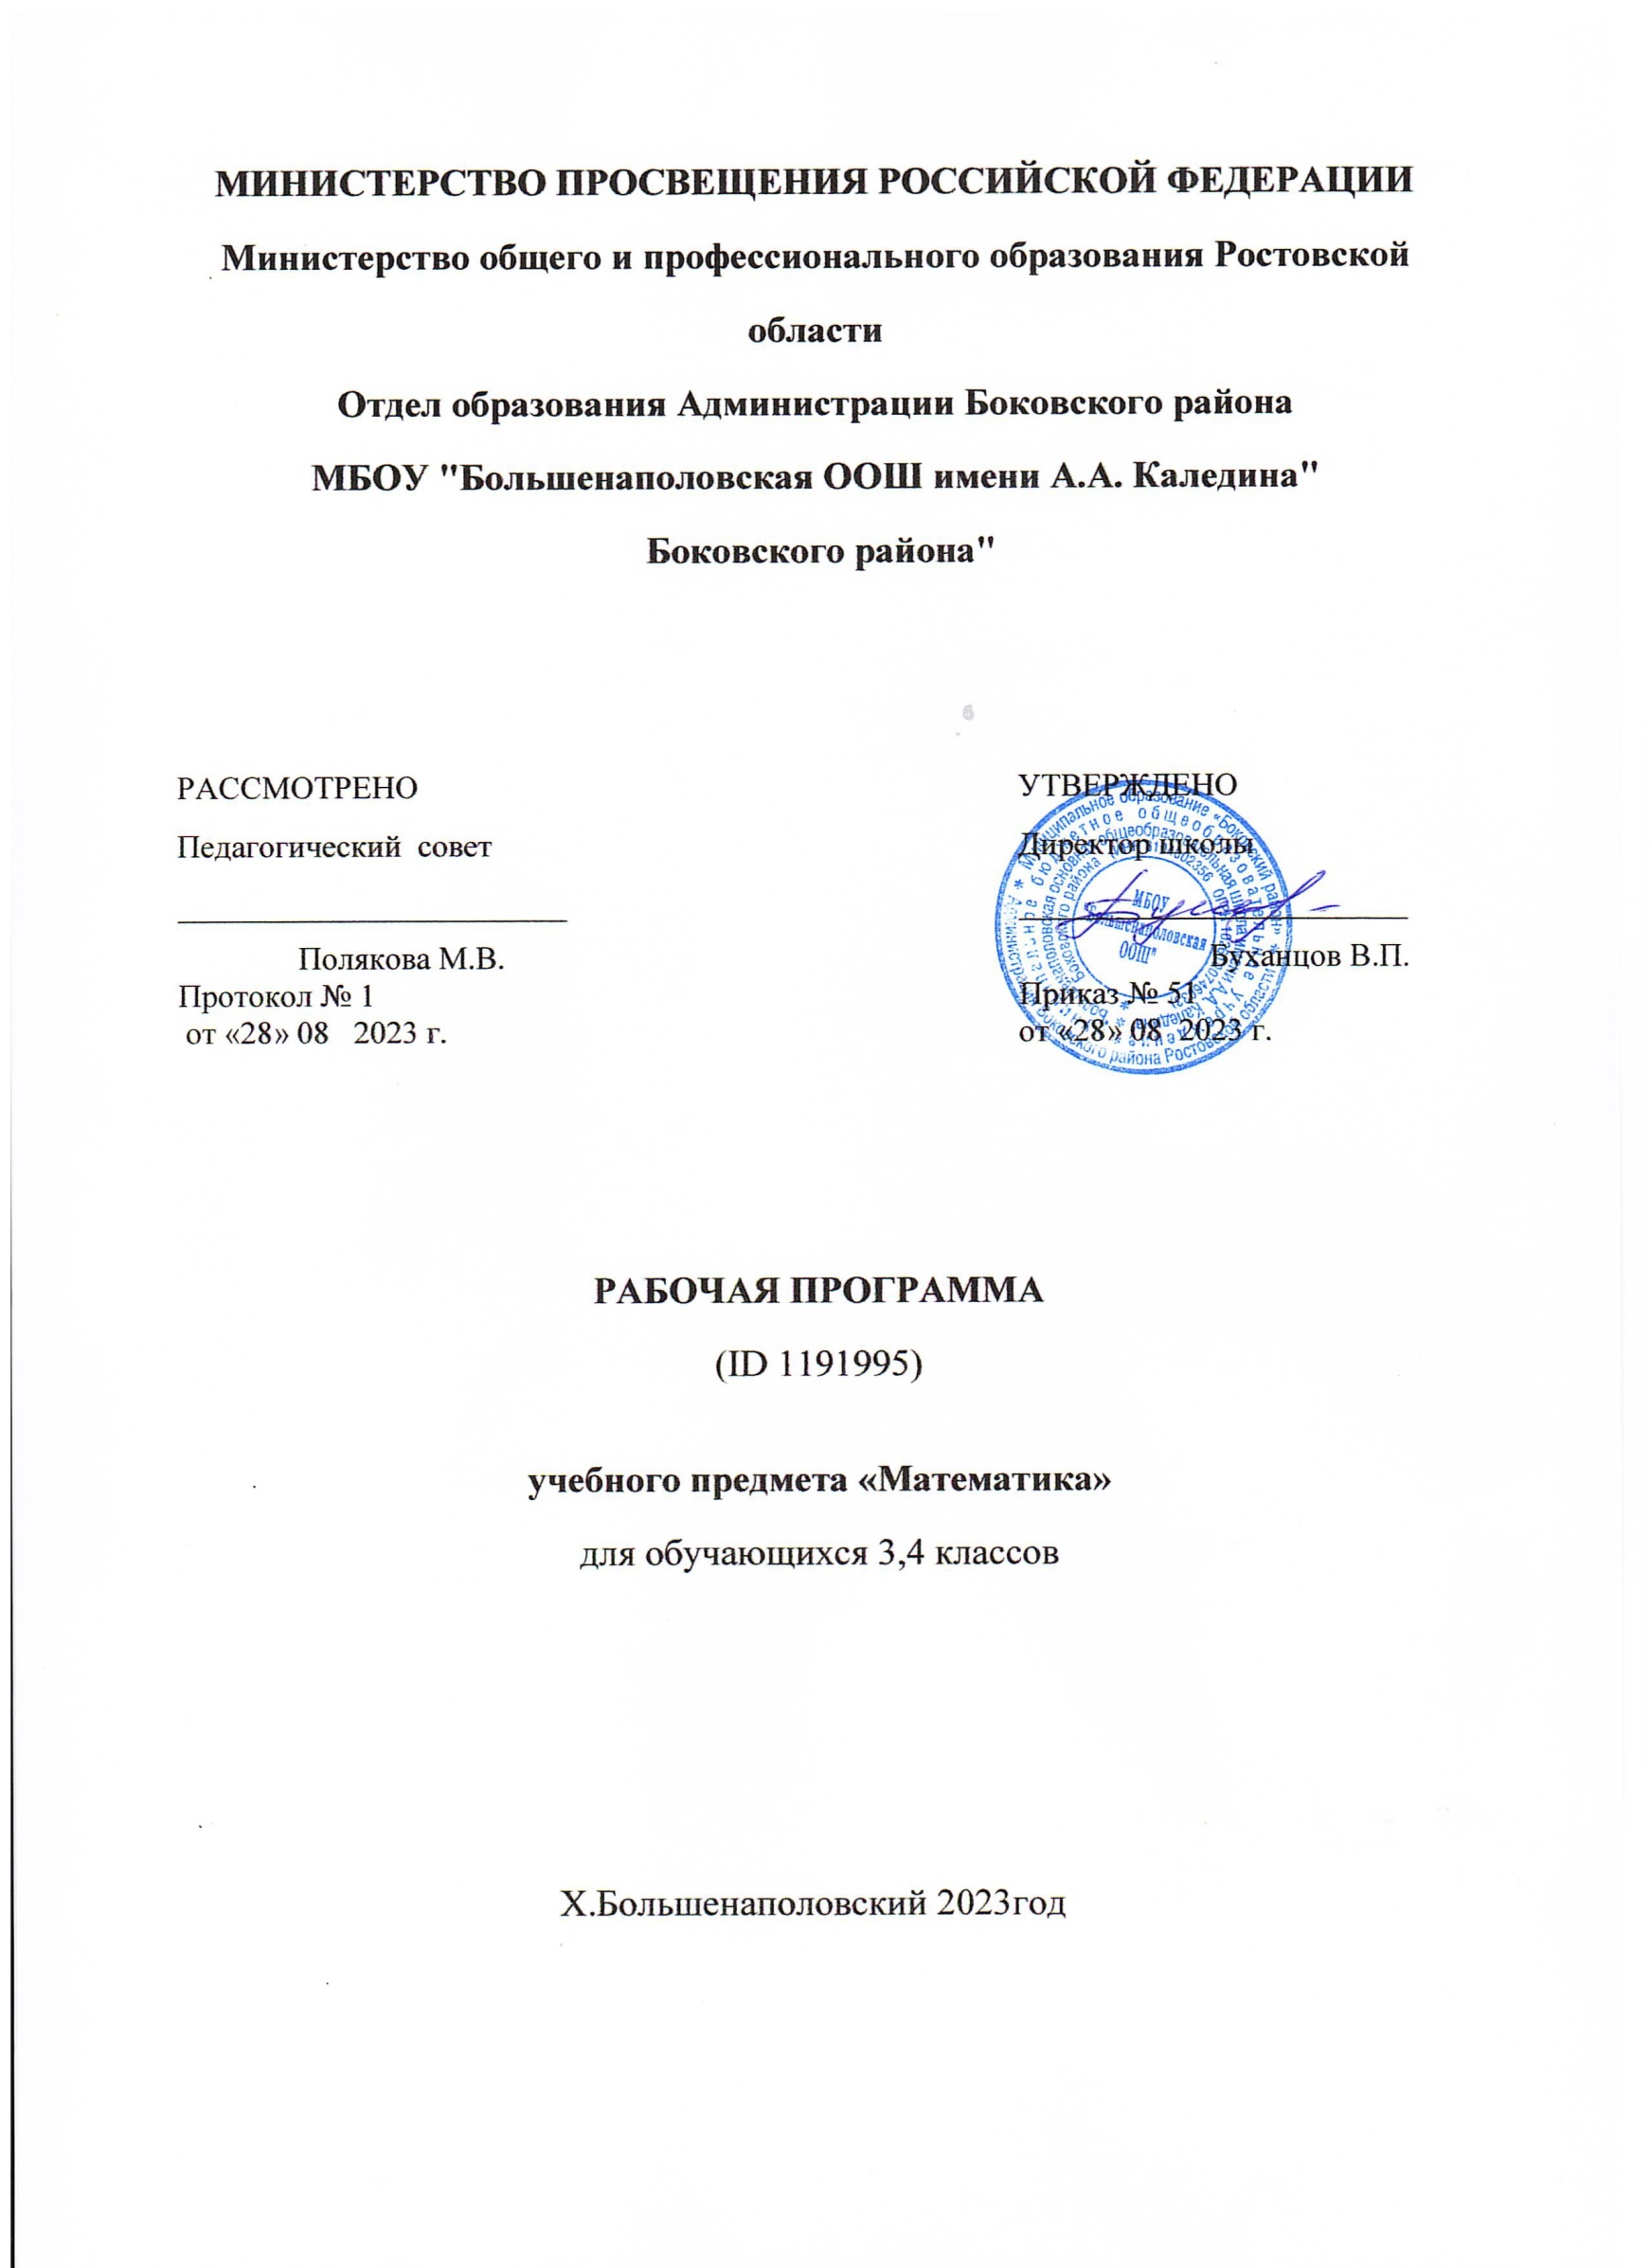 МИНИСТЕРСТВО ПРОСВЕЩЕНИЯ РОССИЙСКОЙ ФЕДЕРАЦИИ
Министерство общего и профессионального образования Ростовской
области
Отдел образования Администрации Боковского района
МБОУ "Большенаполовская ООШ имени А.А. Каледина"
Боковского района"
РАССМОТРЕНО
Педагогический совет
Полякова М.В.
Протокол № 1
от «28» 08 2023 г.
УТВЕРЖДЕНО
Директор школы
МБОУ
"Большенаполовская
ООШ"
Буханцов В.П.
Приказ № 51
от «28» 08 2023 г.
РАБОЧАЯ ПРОГРАММА
(ID 1191995)
учебного предмета «Математика»
для обучающихся 3,4 классов
Х.Большенаполовский 2023год